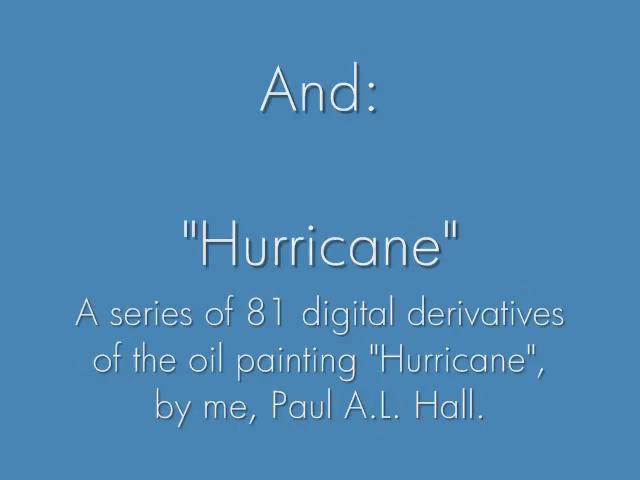 And:
"Hurricane"
A series of 81 digital derivatives
of the oil painting "Hurricane",
by me, Paul A.L. Hall.